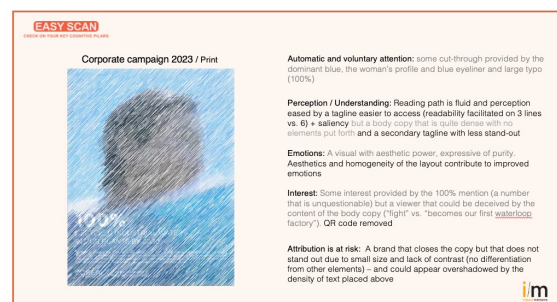 EASY SCAN
CHECK ON YOUR KEY COGNITIVE PILARS
Corporate campaign 2023 / Print
100%
Automatic and voluntary attention: some cut-through provided by the
dominant blue, the woman's profile and blue eyeliner and large typo
(100%)
Perception / Understanding: Reading path is fluid and perception
eased by a tagline easier to access (readability facilitated on 3 lines
vs. 6) + saliency but a body copy that is quite dense with no
elements put forth and a secondary tagline with less stand-out
Emotions: A visual with aesthetic power, expressive of purity.
Aesthetics and homogeneity of the layout contribute to improved
emotions
Interest: Some interest provided by the 100% mention (a number
that is unquestionable) but a viewer that could be deceived by the
content of the body copy ("fight" vs. "becomes our first waterloop
factory"). QR code removed
Attribution is at risk: A brand that closes the copy but that does not
stand out due to small size and lack of contrast (no differentiation
from other elements) – and could appear overshadowed by the
density of text placed above
i/m